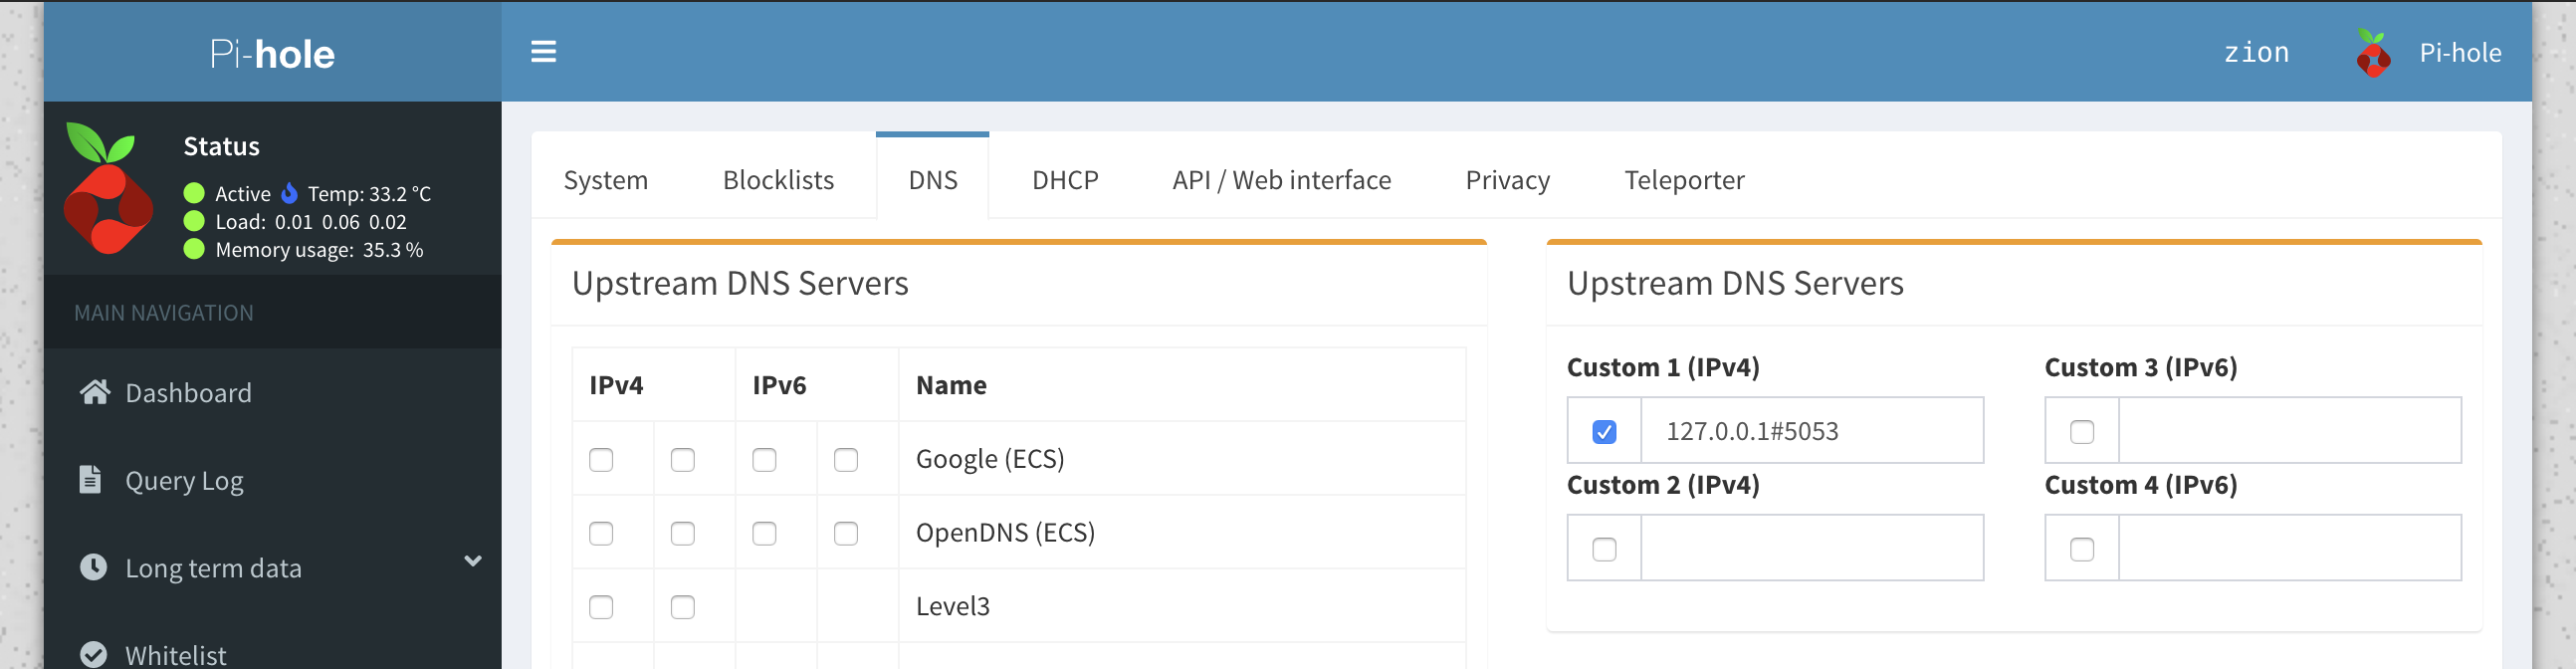 Pi-hole
zion
Pi-hole
Status
Active Temp: 33.2 °C
Load: 0.01 0.06 0.02
Memory usage: 35.3 %
MAIN NAVIGATION
Dashboard
Query Log
Long term data
Whitelist
System Blocklists DNS DHCP API / Web interface Privacy Teleporter
Upstream DNS Servers
IPv4 IPv6 Name
Google (ECS)
OpenDNS (ECS)
Level3
Upstream DNS Servers
Custom 1 (IPv4) Custom 3 (IPv6)
127.0.0.1#5053
Custom 2 (IPv4) Custom 4 (IPv6)